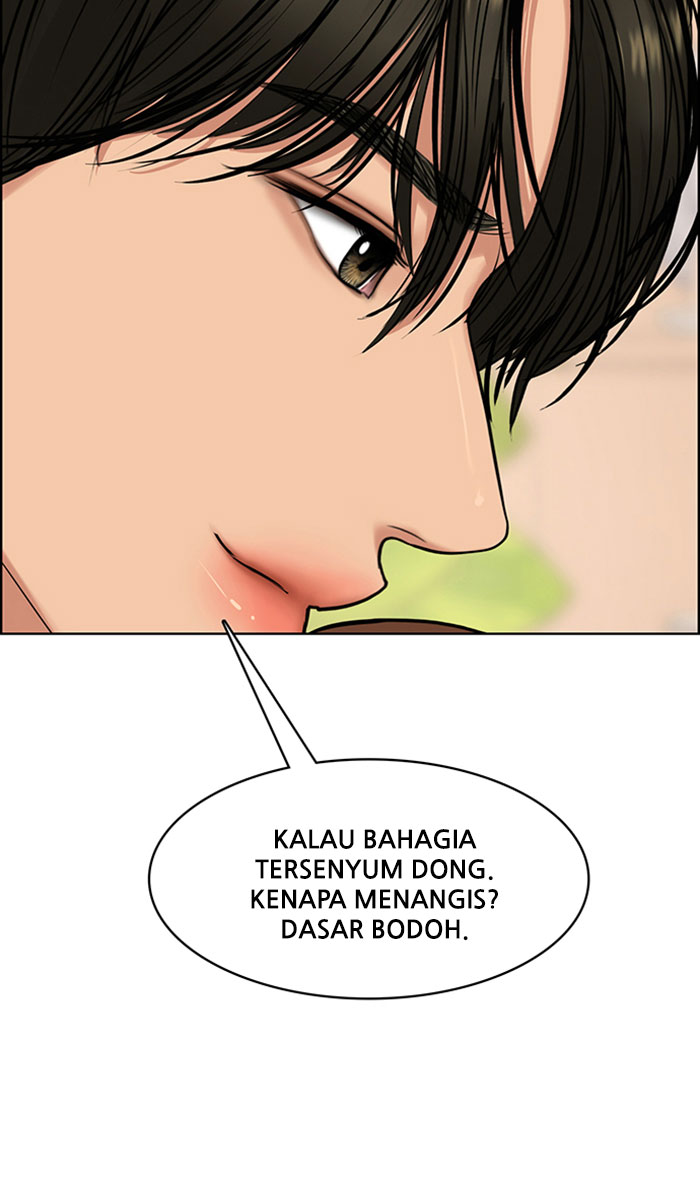 KALAU BAHAGIA
TERSENYUM DONG.
KENAPA MENANGIS?
DASAR BODOH.